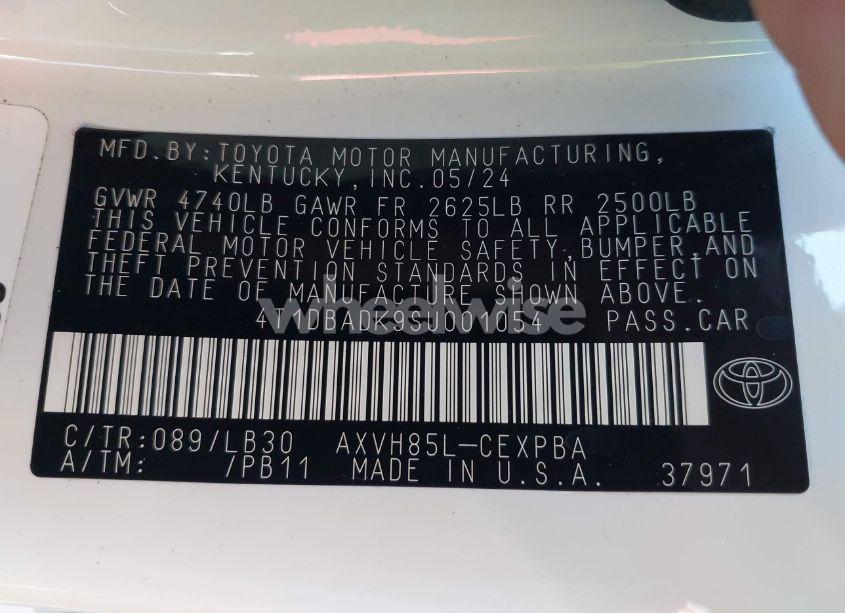 MFD.BY:TOYOTA MOTOR MANUFACTURING,
KENTUCKY,INC.05/24
GVWR 4740LB GAWR FR 2625LB RR 2500LB
THIS VEHICLE CONFORMS TO ALL APPLICABLE
FEDERAL MOTOR VEHICLE SAFETY,BUMPER,AND
THEFT PREVENTION STANDARDS IN EFFECT ON
THE DATE OF MANUFACTURE SHOWN ABOVE.
wheelwise
PASS.CAR
C/TR:089/LB30 AXVH85L-CEXPBA
A/TM: /PB11 MADE IN U.S.A. 37971